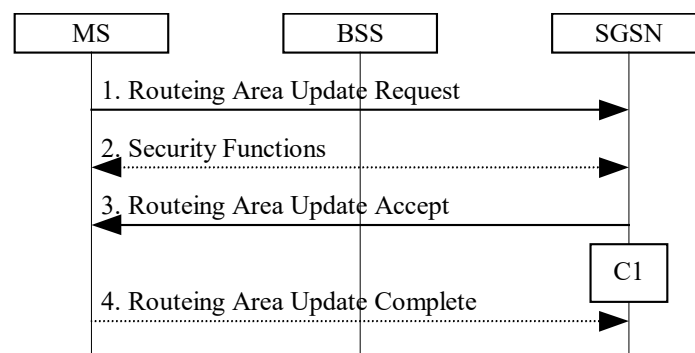 MS BSS SGSN
1. Routeing Area Update Request
2. Security Functions
3. Routeing Area Update Accept
C1
4. Routeing Area Update Complete